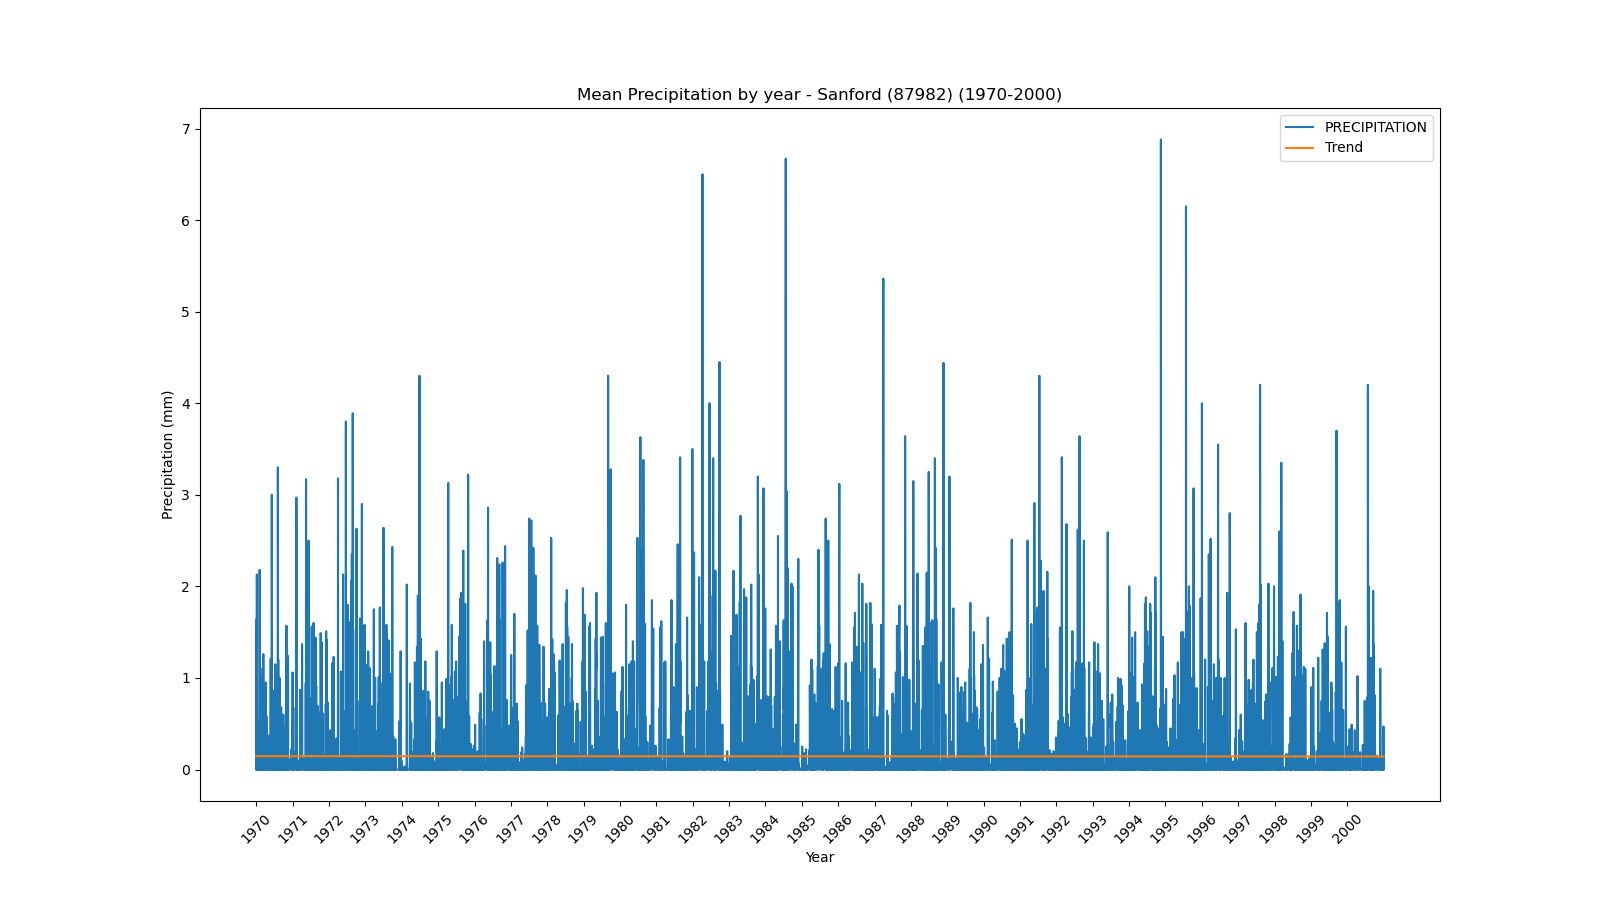 Mean Precipitation by year - Sanford (87982) (1970-2000)
PRECIPITATION
Trend
7
6
5
4
3
2
1
0
Precipitation (mm)
1970 1971 1972 1973 1974 1975 1976 1977 1978 1979 1980 1981 1982 1983 1984 1985 1986 1987 1988 1989 1990 1991 1992 1993 1994 1995 1996 1997 1998 1999 2000
Year